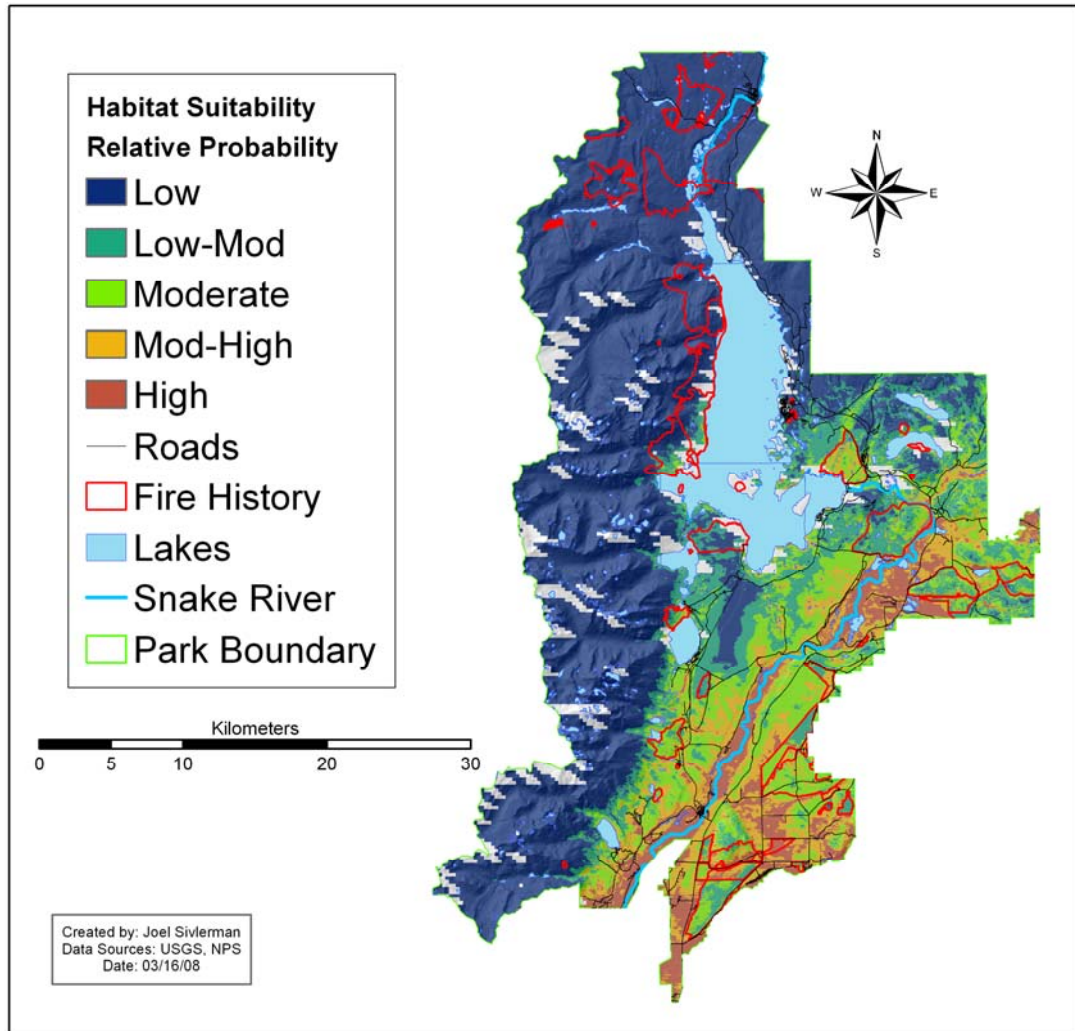 Habitat Suitability
Relative Probability
Low
Low-Mod
Moderate
Mod-High
High
Roads
Fire History
Lakes
Snake River
Park Boundary
Kilometers
0 5 10 20 30
N
W E
S
Created by: Joel Sivlerman
Data Sources: USGS, NPS
Date: 03/16/08